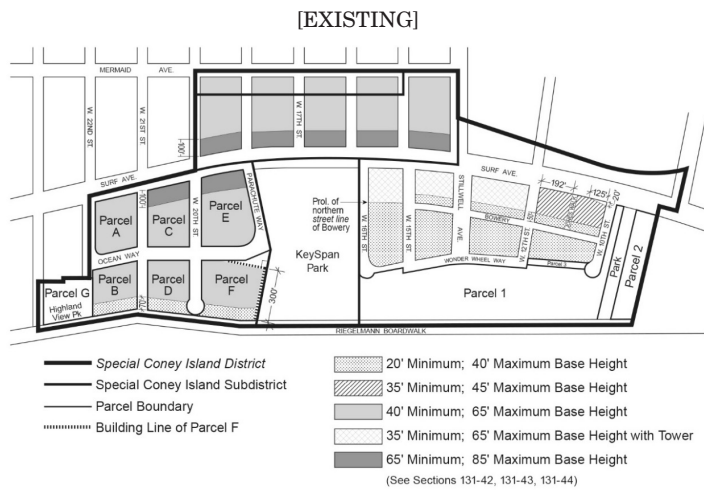 [EXISTING]
MERMAID AVE.
W. 22ND ST.
W. 21ST ST.
W. 17TH ST.
100'
SURF AVE.
SURF AVE.
100'
W. 20TH ST.
PARACHUTE WAY
Parcel A
Parcel C
Parcel E
OCEAN WAY
Parcel G
Highland View Pk
Parcel B
70'
Parcel D
Parcel F
300'
KeySpan Park
Prol. of northern street line of Bowery
W. 16TH ST.
W. 15TH ST.
STILLWELL AVE.
BOWERY
50'
W. 12TH ST.
WONDER WHEEL WAY
192'
125'
20'
W. 10TH ST.
Parcel 1
Park
Parcel 2
RIEGELMANN BOARDWALK
Special Coney Island District
Special Coney Island Subdistrict
Parcel Boundary
Building Line of Parcel F
20' Minimum; 40' Maximum Base Height
35' Minimum; 45' Maximum Base Height
40' Minimum; 65' Maximum Base Height
35' Minimum; 65' Maximum Base Height with Tower
65' Minimum; 85' Maximum Base Height
(See Sections 131-42, 131-43, 131-44)